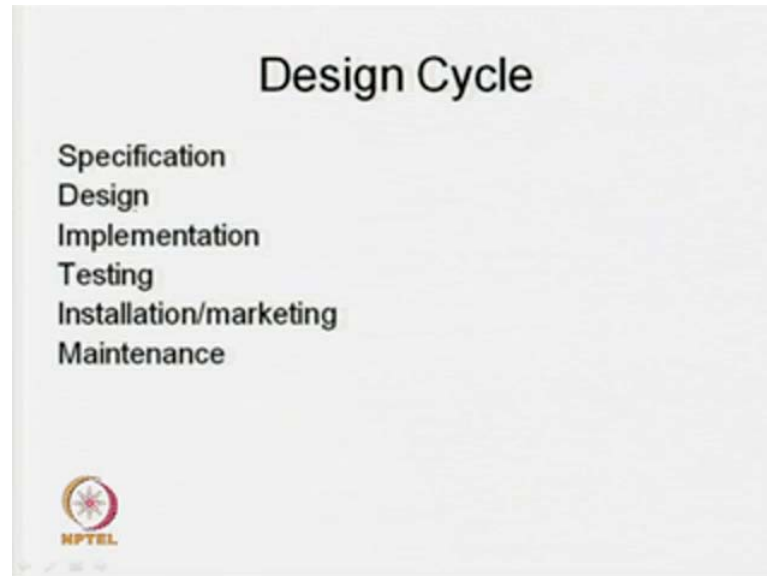 Design Cycle
Specification
Design
Implementation
Testing
Installation/marketing
Maintenance
NPTEL